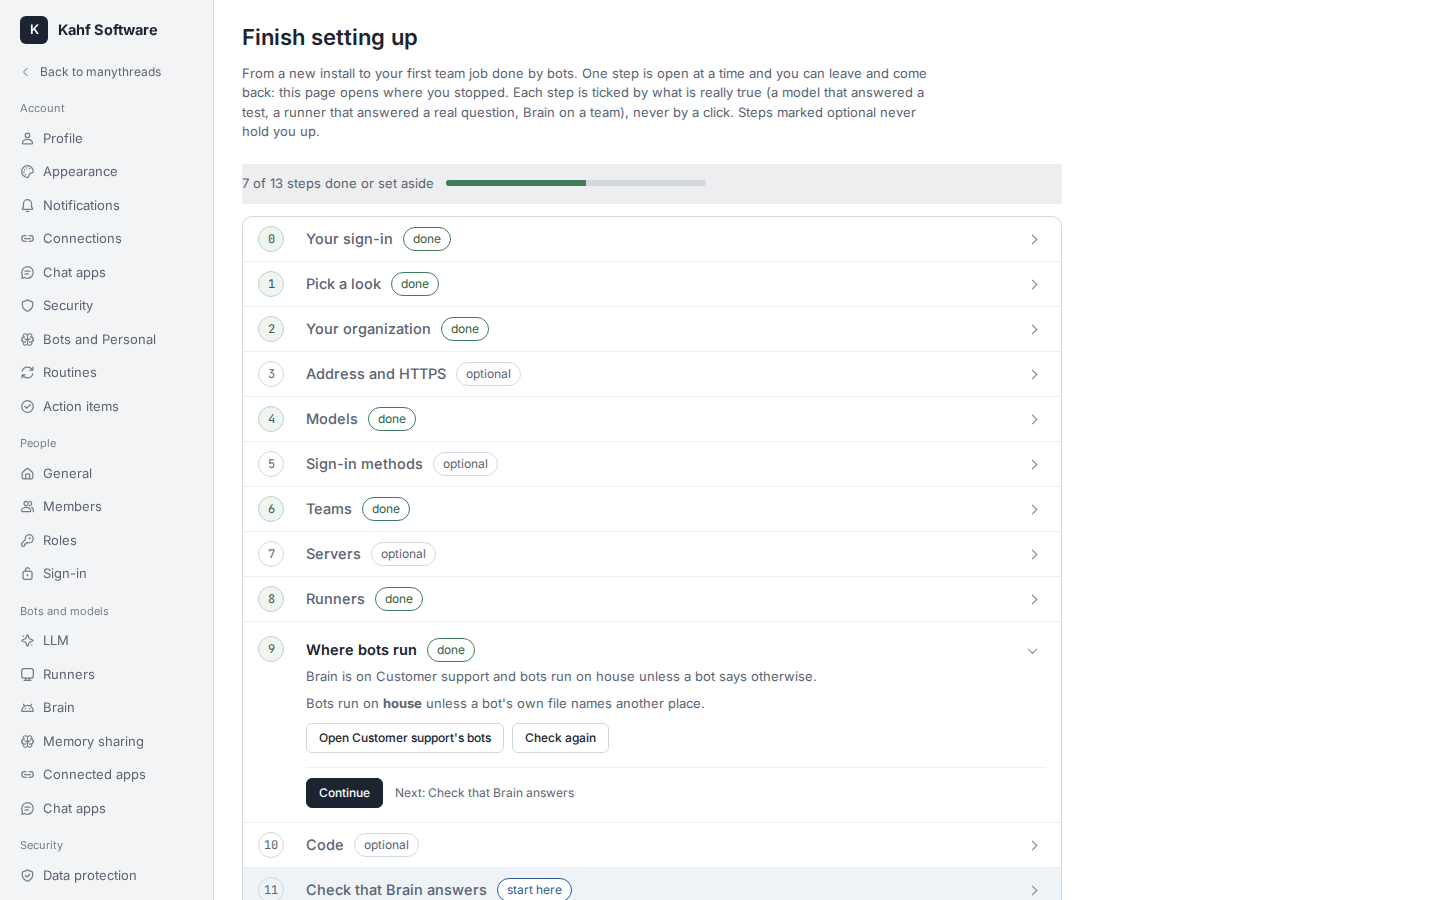 K Kahf Software
Back to manythreads
Account
Profile
Appearance
Notifications
Connections
Chat apps
Security
Bots and Personal
Routines
Action items
People
General
Members
Roles
Sign-in
Bots and models
LLM
Runners
Brain
Memory sharing
Connected apps
Chat apps
Security
Data protection
Finish setting up
From a new install to your first team job done by bots. One step is open at a time and you can leave and come
back: this page opens where you stopped. Each step is ticked by what is really true (a model that answered a
test, a runner that answered a real question, Brain on a team), never by a click. Steps marked optional never
hold you up.
7 of 13 steps done or set aside
0 Your sign-in done
1 Pick a look done
2 Your organization done
3 Address and HTTPS optional
4 Models done
5 Sign-in methods optional
6 Teams done
7 Servers optional
8 Runners done
9 Where bots run done
Brain is on Customer support and bots run on house unless a bot says otherwise.
Bots run on house unless a bot's own file names another place.
Open Customer support's bots Check again
Continue Next: Check that Brain answers
10 Code optional
11 Check that Brain answers start here